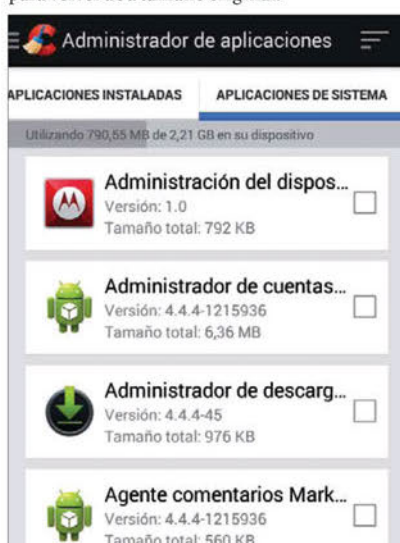 Administrador de aplicaciones
APLICACIONES INSTALADAS APLICACIONES DE SISTEMA
Utilizando 790,55 MB de 2,21 GB en su dispositivo
Administración del dispos...
Versión: 1.0
Tamaño total: 792 KB
Administrador de cuentas...
Versión: 4.4.4-1215936
Tamaño total: 6,36 MB
Administrador de descarg...
Versión: 4.4.4-45
Tamaño total: 976 KB
Agente comentarios Mark...
Versión: 4.4.4-1215936
Tamaño total: 560 KB